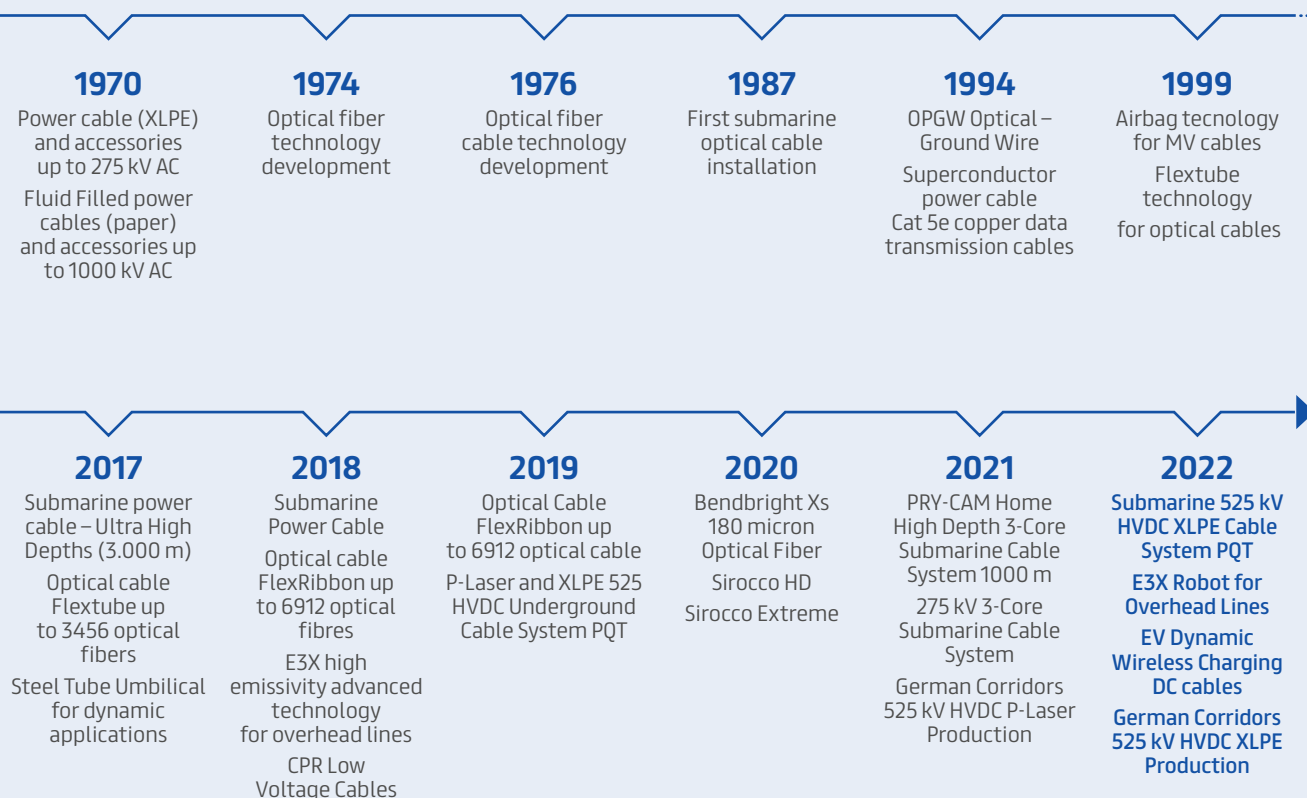 1970
Power cable (XLPE)
and accessories
up to 275 kV AC
Fluid Filled power
cables (paper)
and accessories up
to 1000 kV AC
1974
Optical fiber
technology
development
1976
Optical fiber
cable technology
development
1987
First submarine
optical cable
installation
1994
OPGW Optical –
Ground Wire
Superconductor
power cable
Cat 5e copper data
transmission cables
1999
Airbag tecnology
for MV cables
Flextube
technology
for optical cables
2017
Submarine power
cable – Ultra High
Depths (3.000 m)
Optical cable
Flextube up
to 3456 optical
fibers
Steel Tube Umbilical
for dynamic
applications
2018
Submarine
Power Cable
Optical cable
FlexRibbon up
to 6912 optical
fibres
E3X high
emissivity advanced
technology
for overhead lines
CPR Low
Voltage Cables
2019
Optical Cable
FlexRibbon up
to 6912 optical cable
P-Laser and XLPE 525
HVDC Underground
Cable System PQT
2020
Bendbright Xs
180 micron
Optical Fiber
Sirocco HD
Sirocco Extreme
2021
PRY-CAM Home
High Depth 3-Core
Submarine Cable
System 1000 m
275 kV 3-Core
Submarine Cable
System
German Corridors
525 kV HVDC P-Laser
Production
2022
Submarine 525 kV
HVDC XLPE Cable
System PQT
E3X Robot for
Overhead Lines
EV Dynamic
Wireless Charging
DC cables
German Corridors
525 kV HVDC XLPE
Production